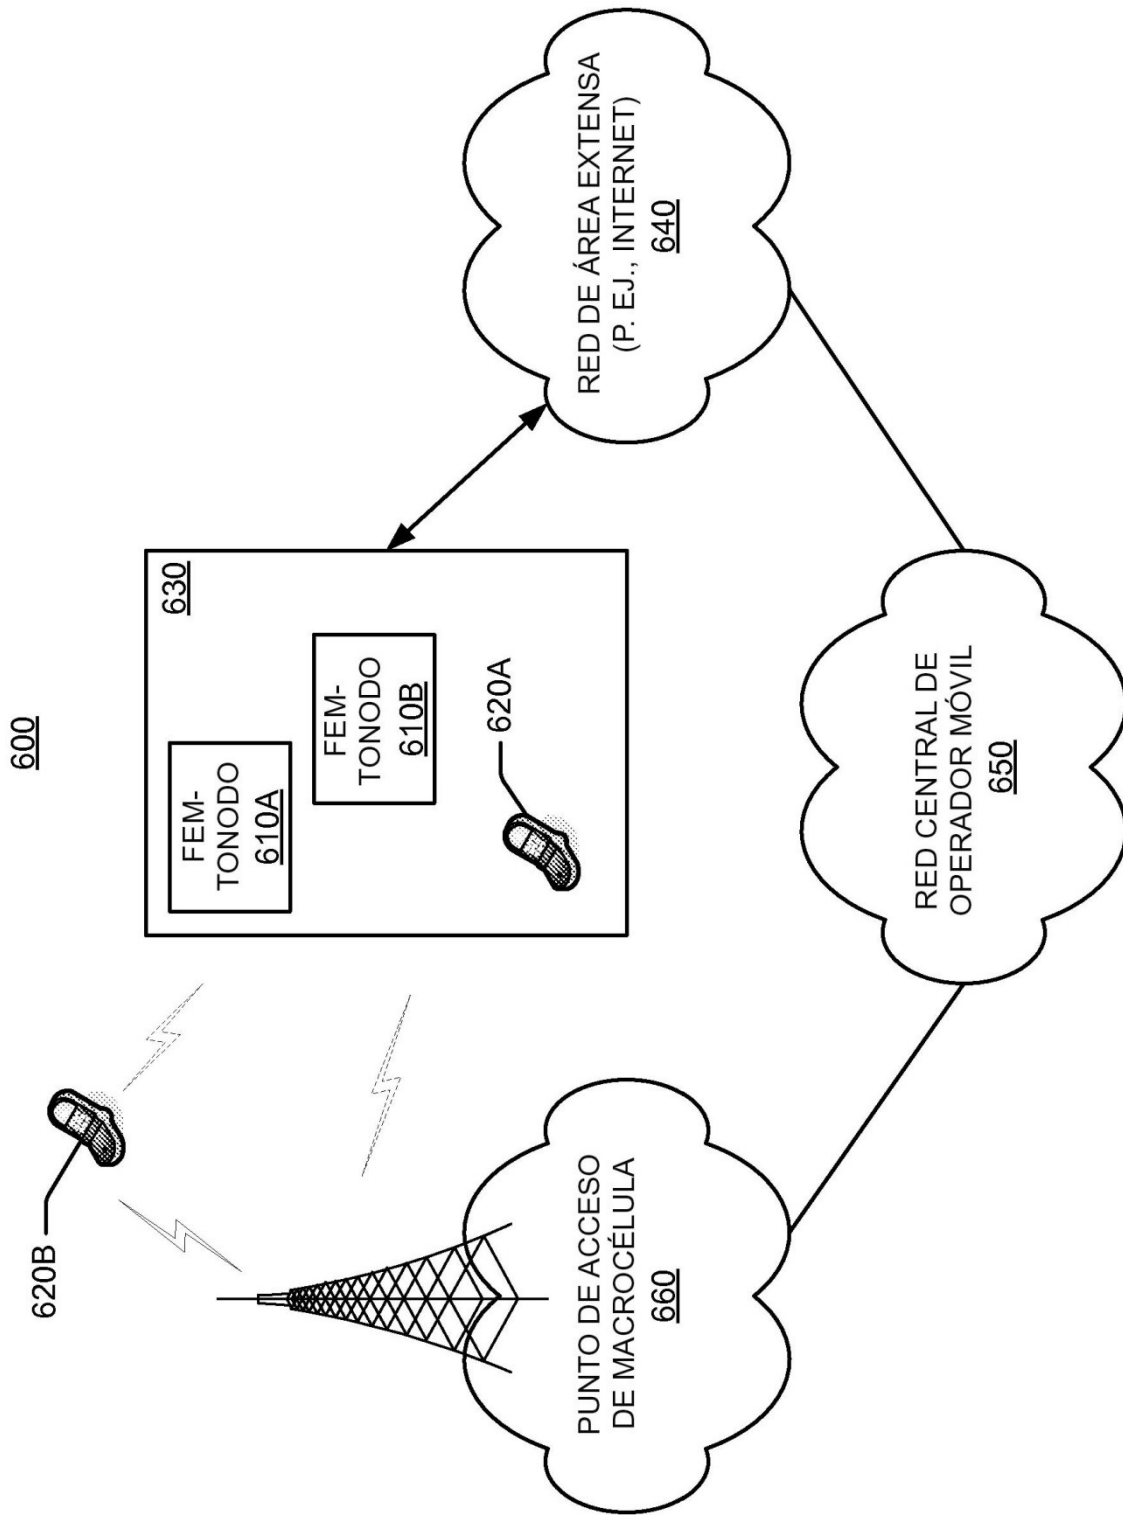 600
620B
630
FEM-
TONODO
610A
FEM-
TONODO
610B
620A
PUNTO DE ACCESO
DE MACROCÉLULA
660
RED DE ÁREA EXTENSA
(P. EJ., INTERNET)
640
RED CENTRAL DE
OPERADOR MÓVIL
650